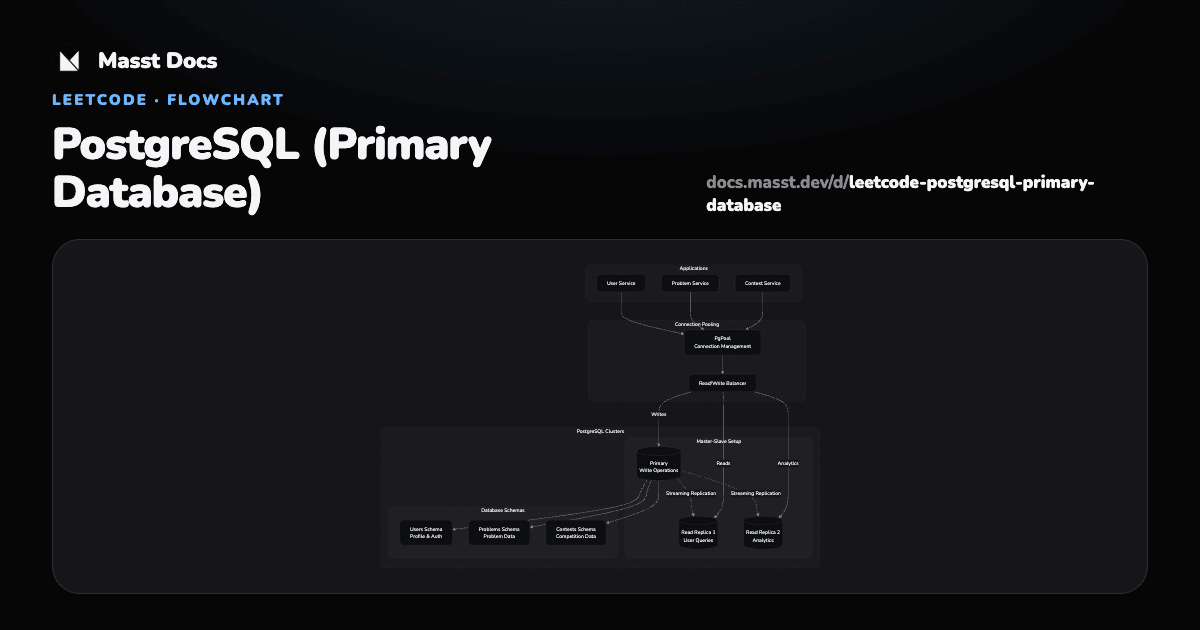 Masst Docs
LEETCODE · FLOWCHART
PostgreSQL (Primary
Database)
docs.masst.dev/d/leetcode-postgresql-primary-
database
Applications
User Service
Problem Service
Contest Service
Connection Pooling
PgPool
Connection Management
Read/Write Balancer
Writes
PostgreSQL Clusters
Master-Slave Setup
Primary
Write Operations
Reads
Analytics
Streaming Replication
Streaming Replication
Database Schemas
Users Schema
Profile & Auth
Problems Schema
Problem Data
Contests Schema
Competition Data
Read Replica 1
User Queries
Read Replica 2
Analytics